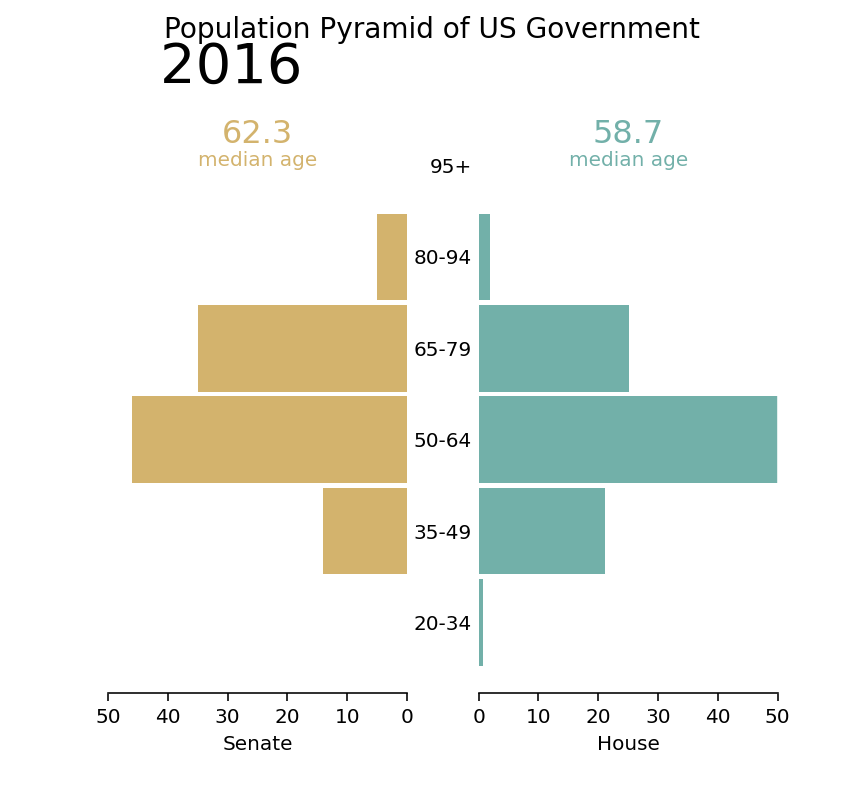 Population Pyramid of US Government
2016
62.3
median age
58.7
median age
95+
80-94
65-79
50-64
35-49
20-34
50 40 30 20 10 0
Senate
0 10 20 30 40 50
House